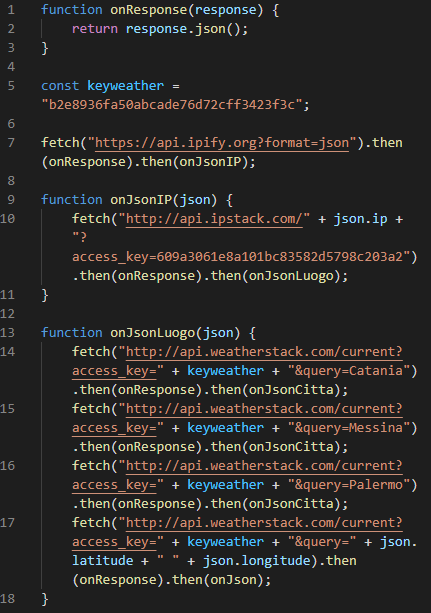 1 function onResponse(response) {
2 return response.json();
3 }
4
5 const keyweather =
"b2e8936fa50abcade76d72cff3423f3c";
6
7 fetch("https://api.ipify.org?format=json").then
(onResponse).then(onJsonIP);
8
9 function onJsonIP(json) {
10 fetch("http://api.ipstack.com/" + json.ip +
"?
access_key=609a3061e8a101bc83582d5798c203a2")
.then(onResponse).then(onJsonLuogo);
11 }
12
13 function onJsonLuogo(json) {
14 fetch("http://api.weatherstack.com/current?
access_key=" + keyweather + "&query=Catania")
.then(onResponse).then(onJsonCitta);
15 fetch("http://api.weatherstack.com/current?
access_key=" + keyweather + "&query=Messina")
.then(onResponse).then(onJsonCitta);
16 fetch("http://api.weatherstack.com/current?
access_key=" + keyweather + "&query=Palermo")
.then(onResponse).then(onJsonCitta);
17 fetch("http://api.weatherstack.com/current?
access_key=" + keyweather + "&query=" + json.
latitude + " " + json.longitude).then
(onResponse).then(onJson);
18 }